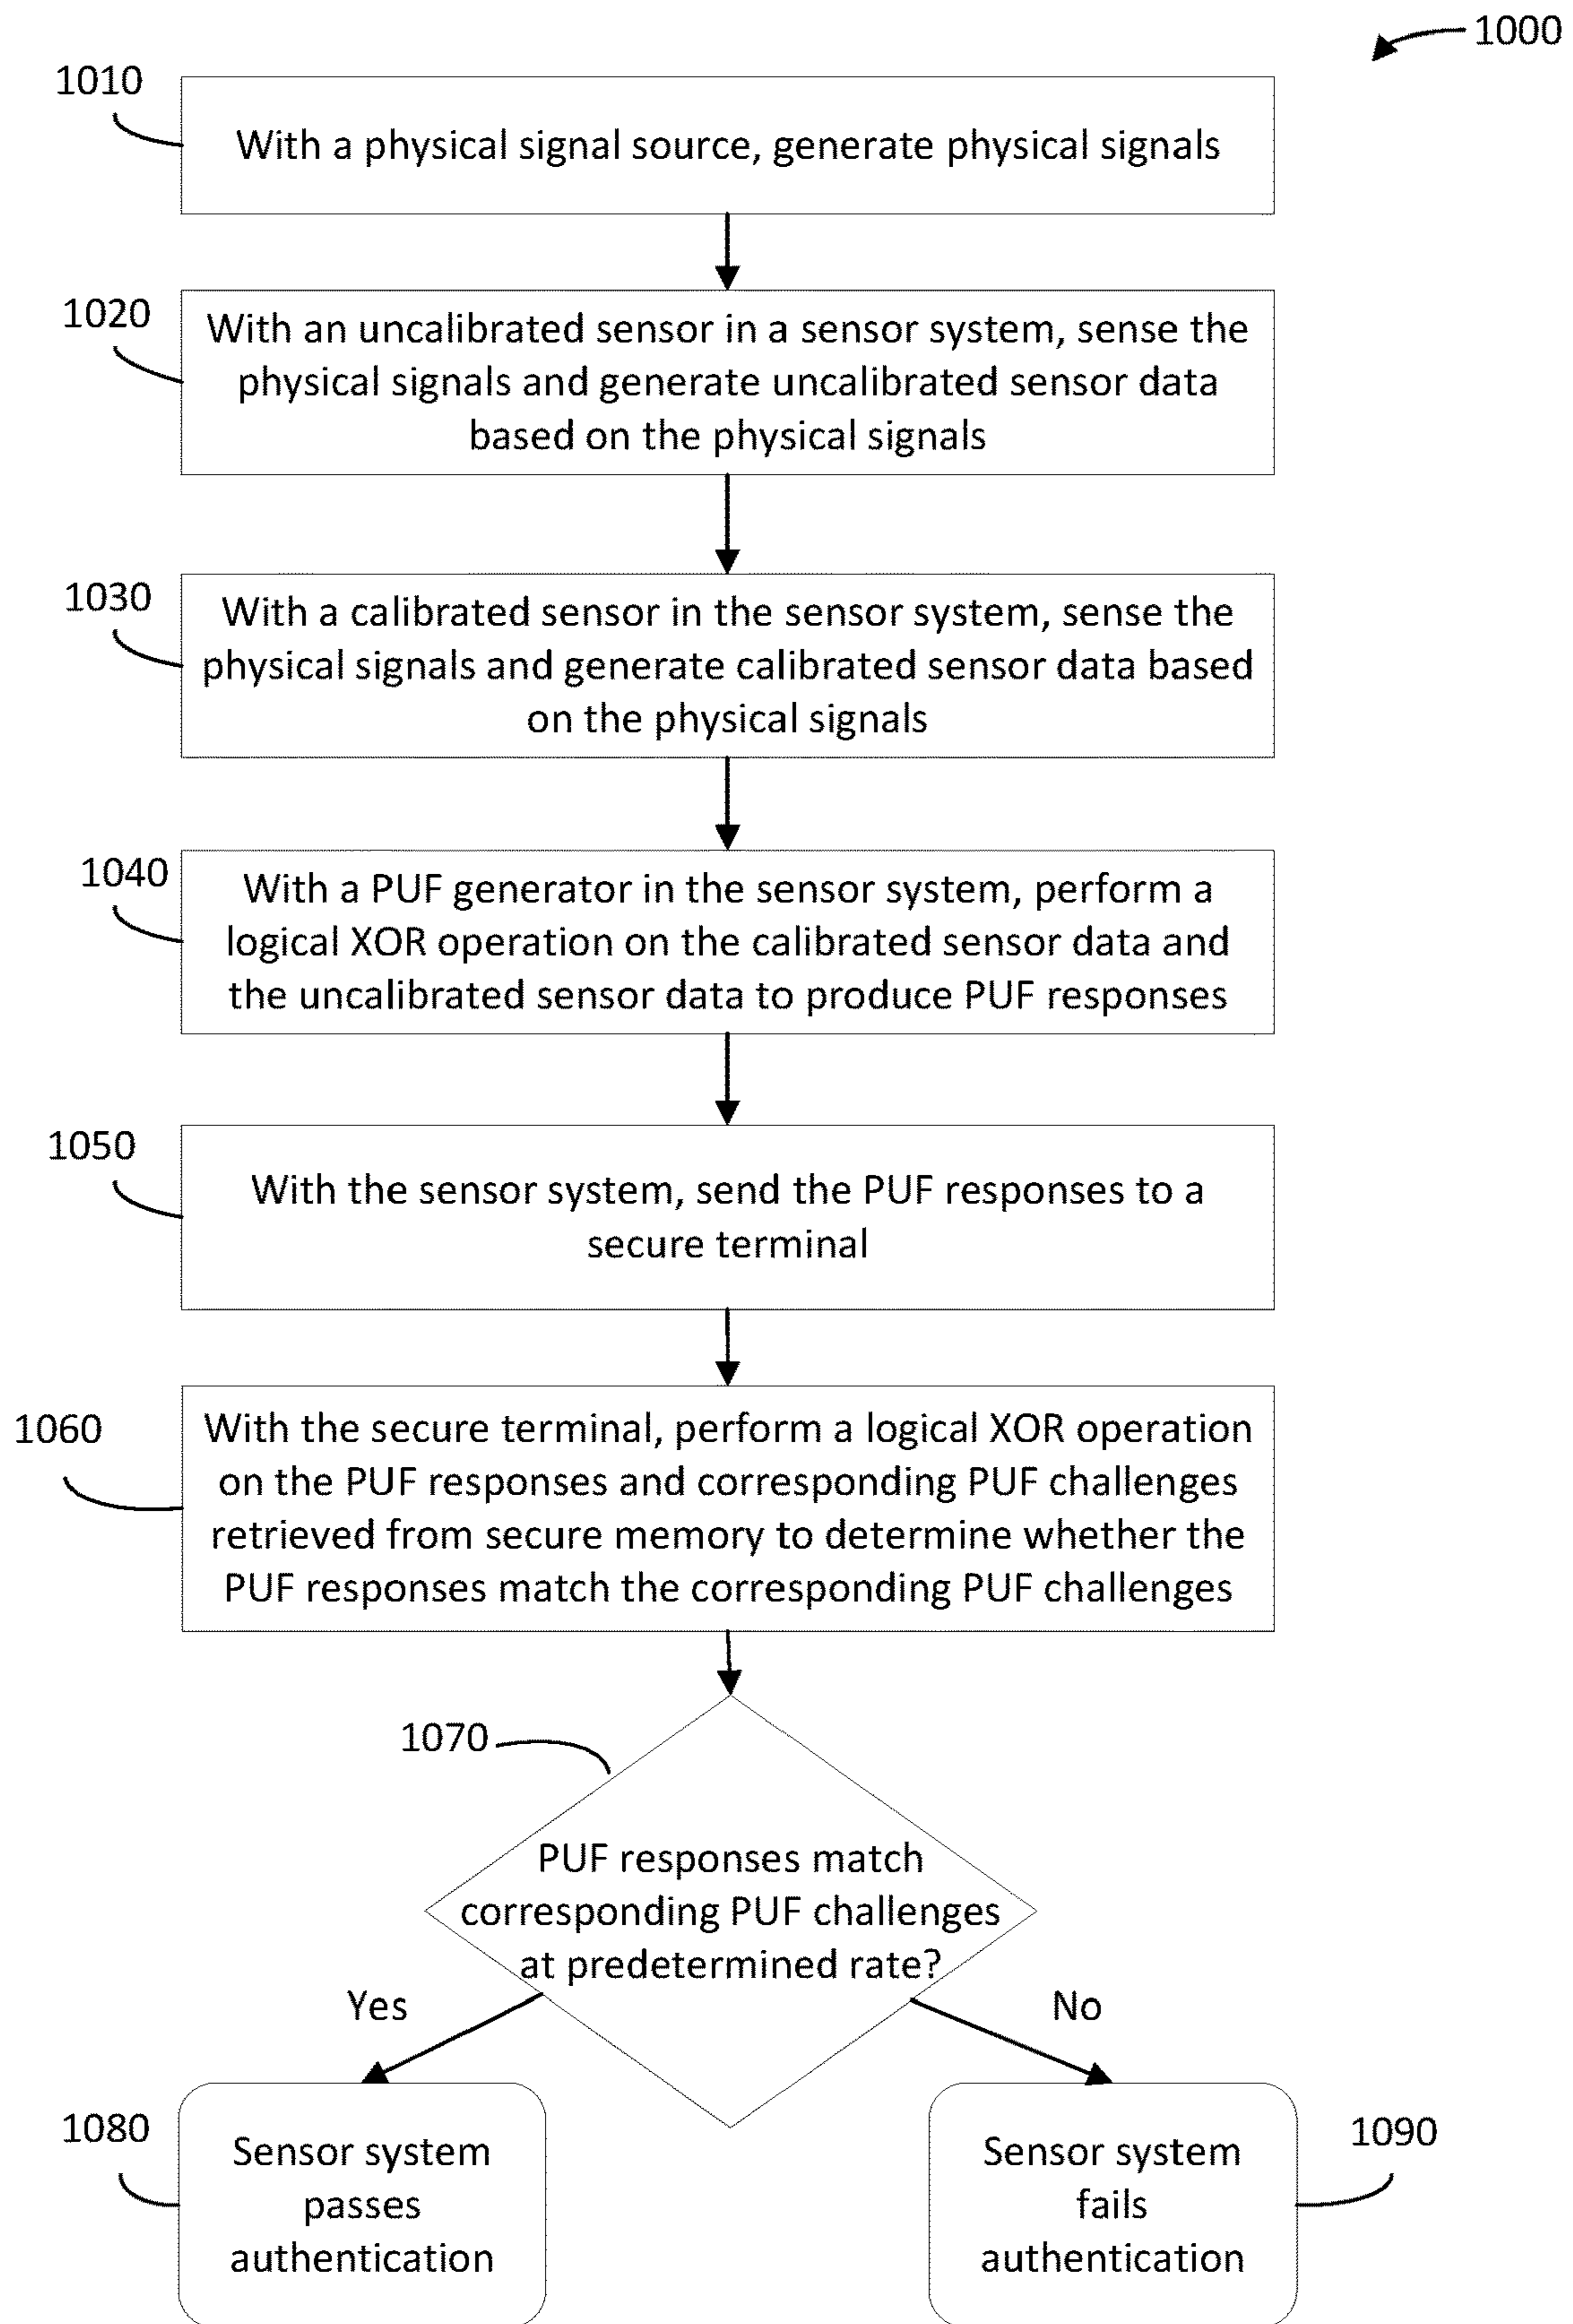 1000
1010
With a physical signal source, generate physical signals
1020
With an uncalibrated sensor in a sensor system, sense the
physical signals and generate uncalibrated sensor data
based on the physical signals
1030
With a calibrated sensor in the sensor system, sense the
physical signals and generate calibrated sensor data based
on the physical signals
1040
With a PUF generator in the sensor system, perform a
logical XOR operation on the calibrated sensor data and
the uncalibrated sensor data to produce PUF responses
1050
With the sensor system, send the PUF responses to a
secure terminal
1060
With the secure terminal, perform a logical XOR operation
on the PUF responses and corresponding PUF challenges
retrieved from secure memory to determine whether the
PUF responses match the corresponding PUF challenges
1070
PUF responses match
corresponding PUF challenges
at predetermined rate?
Yes
No
1080
Sensor system
passes
authentication
1090
Sensor system
fails
authentication